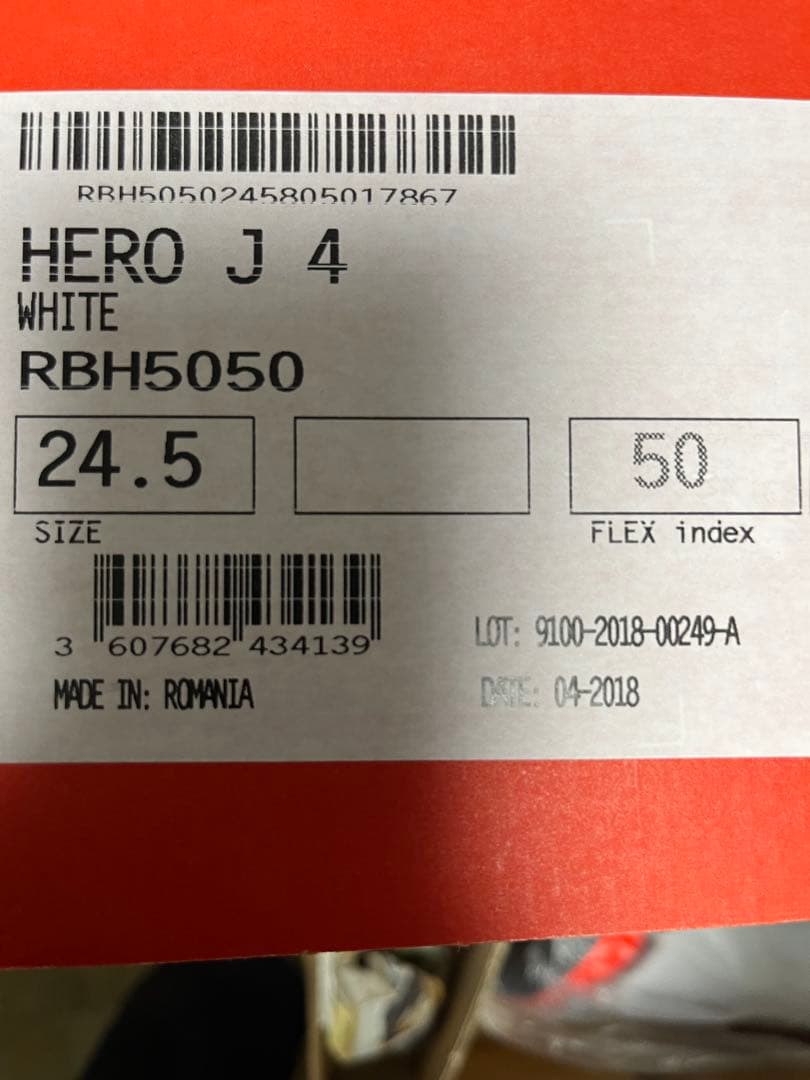 RBH5050245805017867
HERO J 4
WHITE
RBH5050
24.5
50
SIZE
FLEX index
3 607682 434139
LOT: 9100-2018-00249-A
MADE IN: ROMANIA
DATE: 04-2018